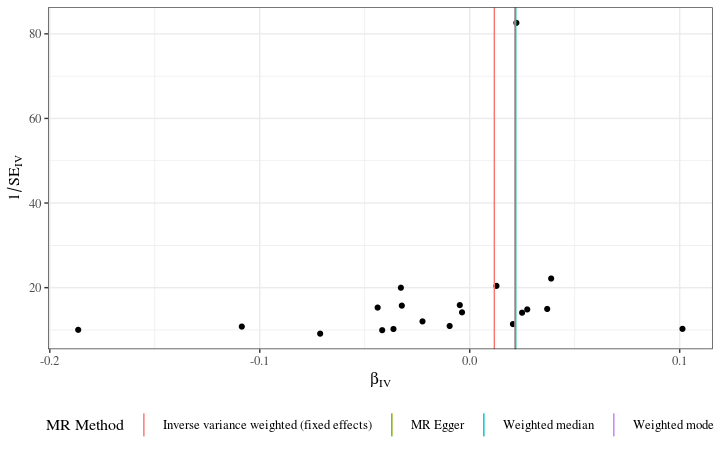 80
60
40
20
1/SE_IV
-0.2
-0.1
0.0
0.1
β_IV
MR Method
Inverse variance weighted (fixed effects)
MR Egger
Weighted median
Weighted mode